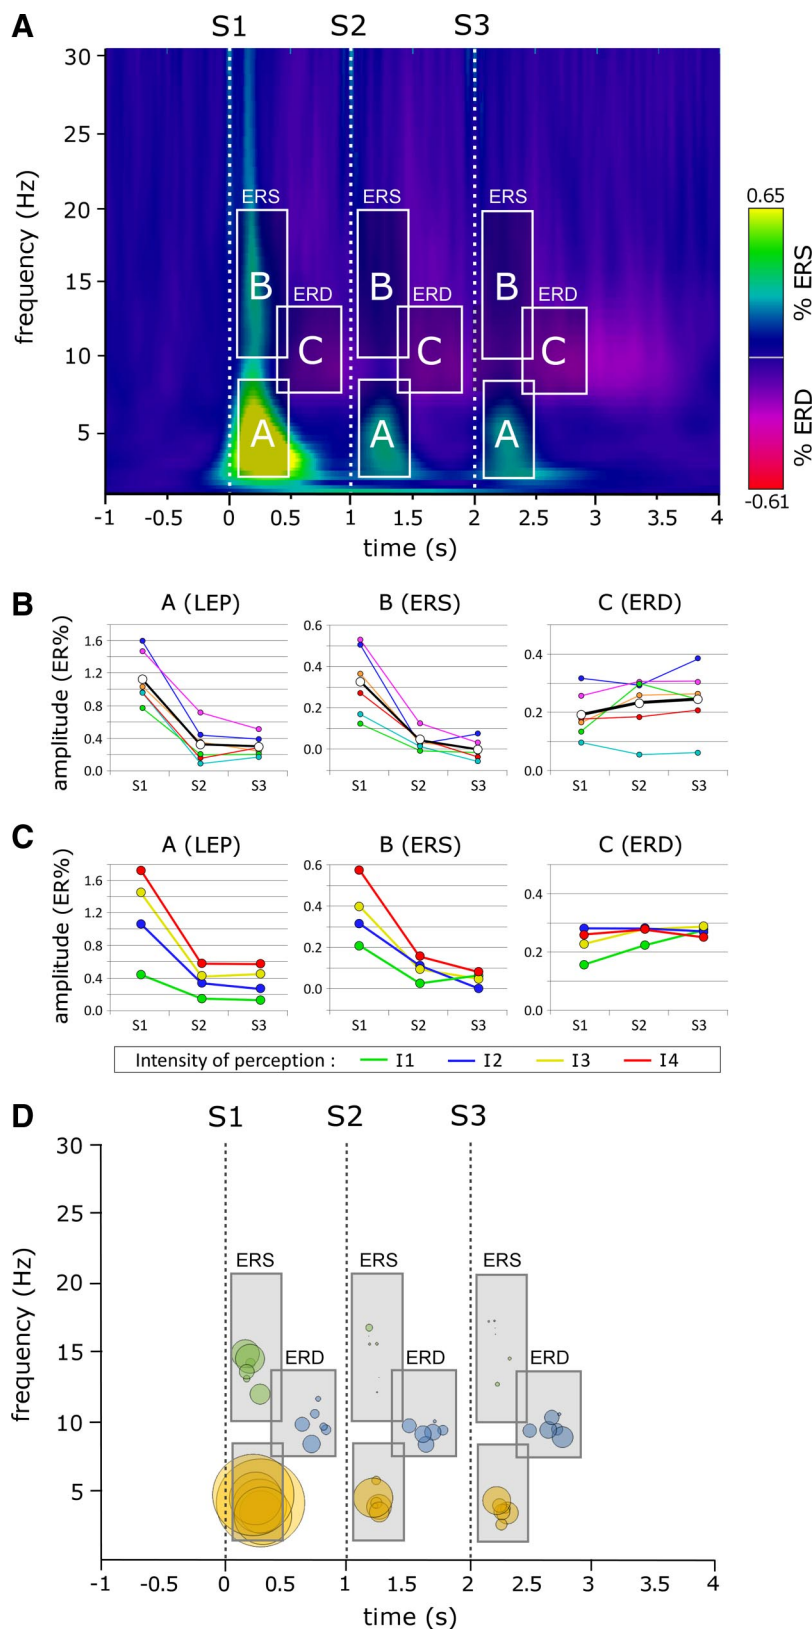 A
S1 S2 S3
frequency (Hz)
30
25
20
15
10
5
ERS ERS ERS
B B B
ERD ERD ERD
C C C
A A A
-1 -0.5 0 0.5 1 1.5 2 2.5 3 3.5 4
time (s)
0.65
% ERS
% ERD
-0.61
B
A (LEP) B (ERS) C (ERD)
amplitude (ER%)
1.6
1.2
0.8
0.4
0.0
S1 S2 S3
0.6
0.4
0.2
0.0
S1 S2 S3
0.4
0.2
0.0
S1 S2 S3
C
A (LEP) B (ERS) C (ERD)
amplitude (ER%)
1.6
1.2
0.8
0.4
0.0
S1 S2 S3
0.6
0.4
0.2
0.0
S1 S2 S3
0.4
0.2
0.0
S1 S2 S3
Intensity of perception : I1 I2 I3 I4
D
S1 S2 S3
frequency (Hz)
30
25
20
15
10
5
ERS ERS ERS
ERD ERD ERD
-1 -0.5 0 0.5 1 1.5 2 2.5 3 3.5 4
time (s)